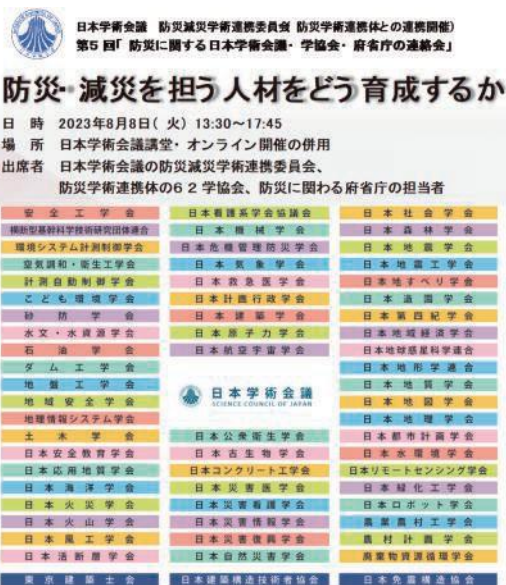 日本学術会議 防災減災学術連携委員会 防災学術連携体との連携開催)
第5回「防災に関する日本学術会議・学協会・府省庁の連絡会」
防災・減災を担う人材をどう育成するか
日 時 2023年8月8日(火) 13:30~17:45
場 所 日本学術会議講堂・オンライン開催の併用
出席者 日本学術会議の防災減災学術連携委員会、
防災学術連携体の62学協会、防災に関わる府省庁の担当者
安全工学会
横断型基幹科学技術研究団体連合
環境システム計測制御学会
空気調和・衛生工学会
計測自動制御学会
こども環境学会
砂防学会
水文・水資源学会
石油学会
ダム工学会
地盤工学会
地域安全学会
地理情報システム学会
土木学会
日本安全教育学会
日本応用地質学会
日本海洋学会
日本火災学会
日本火山学会
日本風工学会
日本活断層学会
東京建築士会
日本看護系学会協議会
日本機械学会
日本危機管理防災学会
日本気象学会
日本救急医学会
日本計画行政学会
日本建築学会
日本原子力学会
日本航空宇宙学会
日本学術会議
SCIENCE COUNCIL OF JAPAN
日本公衆衛生学会
日本古生物学会
日本コンクリート工学会
日本災害医学会
日本災害看護学会
日本災害情報学会
日本災害復興学会
日本自然災害学会
日本建築構造技術者協会
日本社会学会
日本森林学会
日本地震学会
日本地震工学会
日本地すべり学会
日本造園学会
日本第四紀学会
日本地域経済学会
日本地球惑星科学連合
日本地形学連合
日本地質学会
日本地図学会
日本地理学会
日本都市計画学会
日本水環境学会
日本リモートセンシング学会
日本緑化工学会
日本ロボット学会
農業農村工学会
農村計画学会
廃棄物資源循環学会
日本免震構造協会